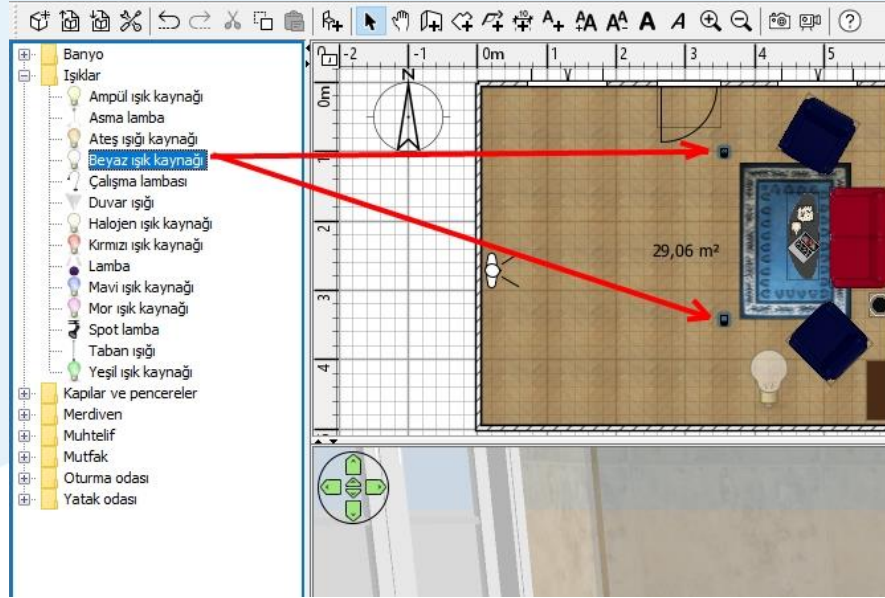 Banyo
Işıklar
Ampül ışık kaynağı
Asma lamba
Ateş ışığı kaynağı
Beyaz ışık kaynağı
Çalışma lambası
Duvar ışığı
Halojen ışık kaynağı
Kırmızı ışık kaynağı
Lamba
Mavi ışık kaynağı
Mor ışık kaynağı
Spot lamba
Taban ışığı
Yeşil ışık kaynağı
Kapılar ve pencereler
Merdiven
Muhtelif
Mutfak
Oturma odası
Yatak odası
-2 -1 0m 1 2 3 4 5
N
0m
1
2
3
4
29,06 m²